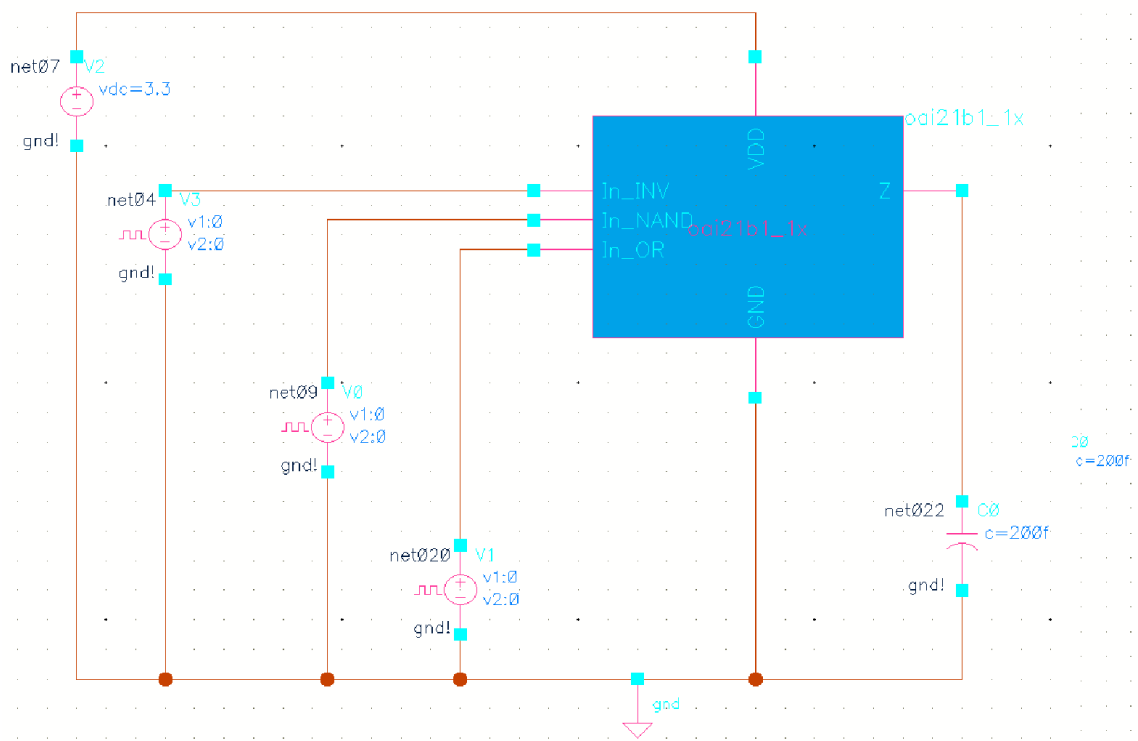 net07
V2
vdc=3.3
gnd!
oai21b1_1x
VDD
net04
V3
v1:0
v2:0
gnd!
In_INV
In_NAND
In_OR
Z
oai21b1_1x
GND
net09
V0
v1:0
v2:0
gnd!
C0
c=200f
net022
C0
c=200f
gnd!
net020
V1
v1:0
v2:0
gnd!
gnd